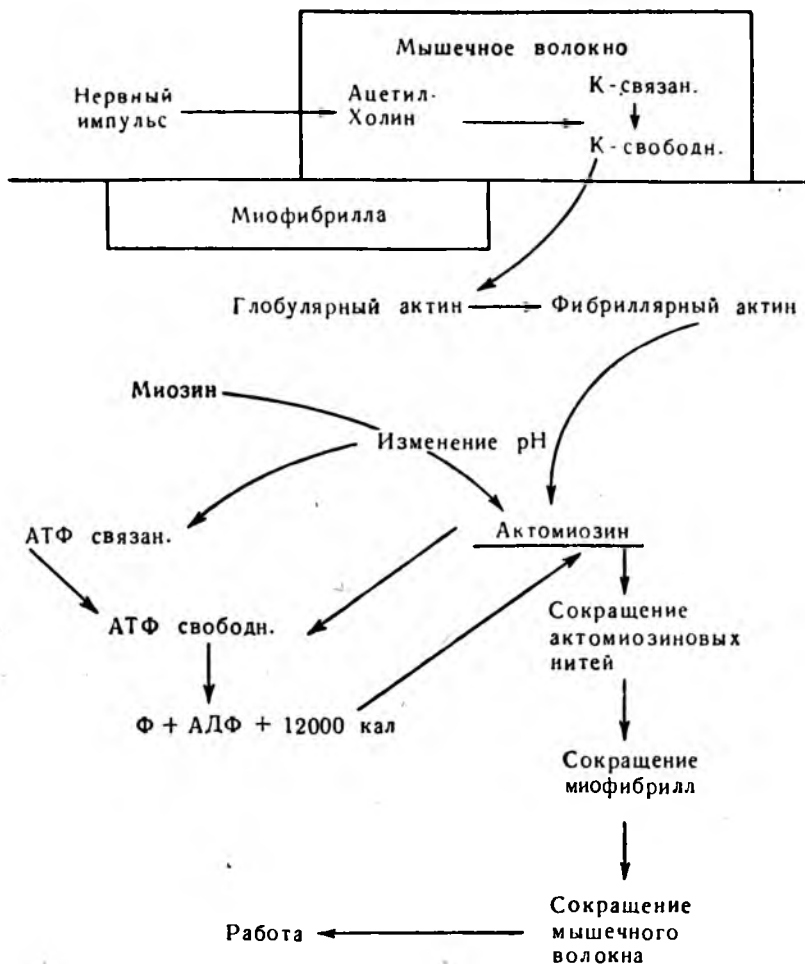 Мышечное волокно
Нервный
импульс
Ацетил-
Холин
К-связан.
К-свободн.
Миофибрилла
Глобулярный актин
Фибриллярный актин
Миозин
Изменение pH
АТФ связан.
Актомиозин
АТФ свободн.
Сокращение
актомиозиновых
нитей
Ф + АДФ + 12000 кал
Сокращение
миофибрилл
Работа
Сокращение
мышечного
волокна